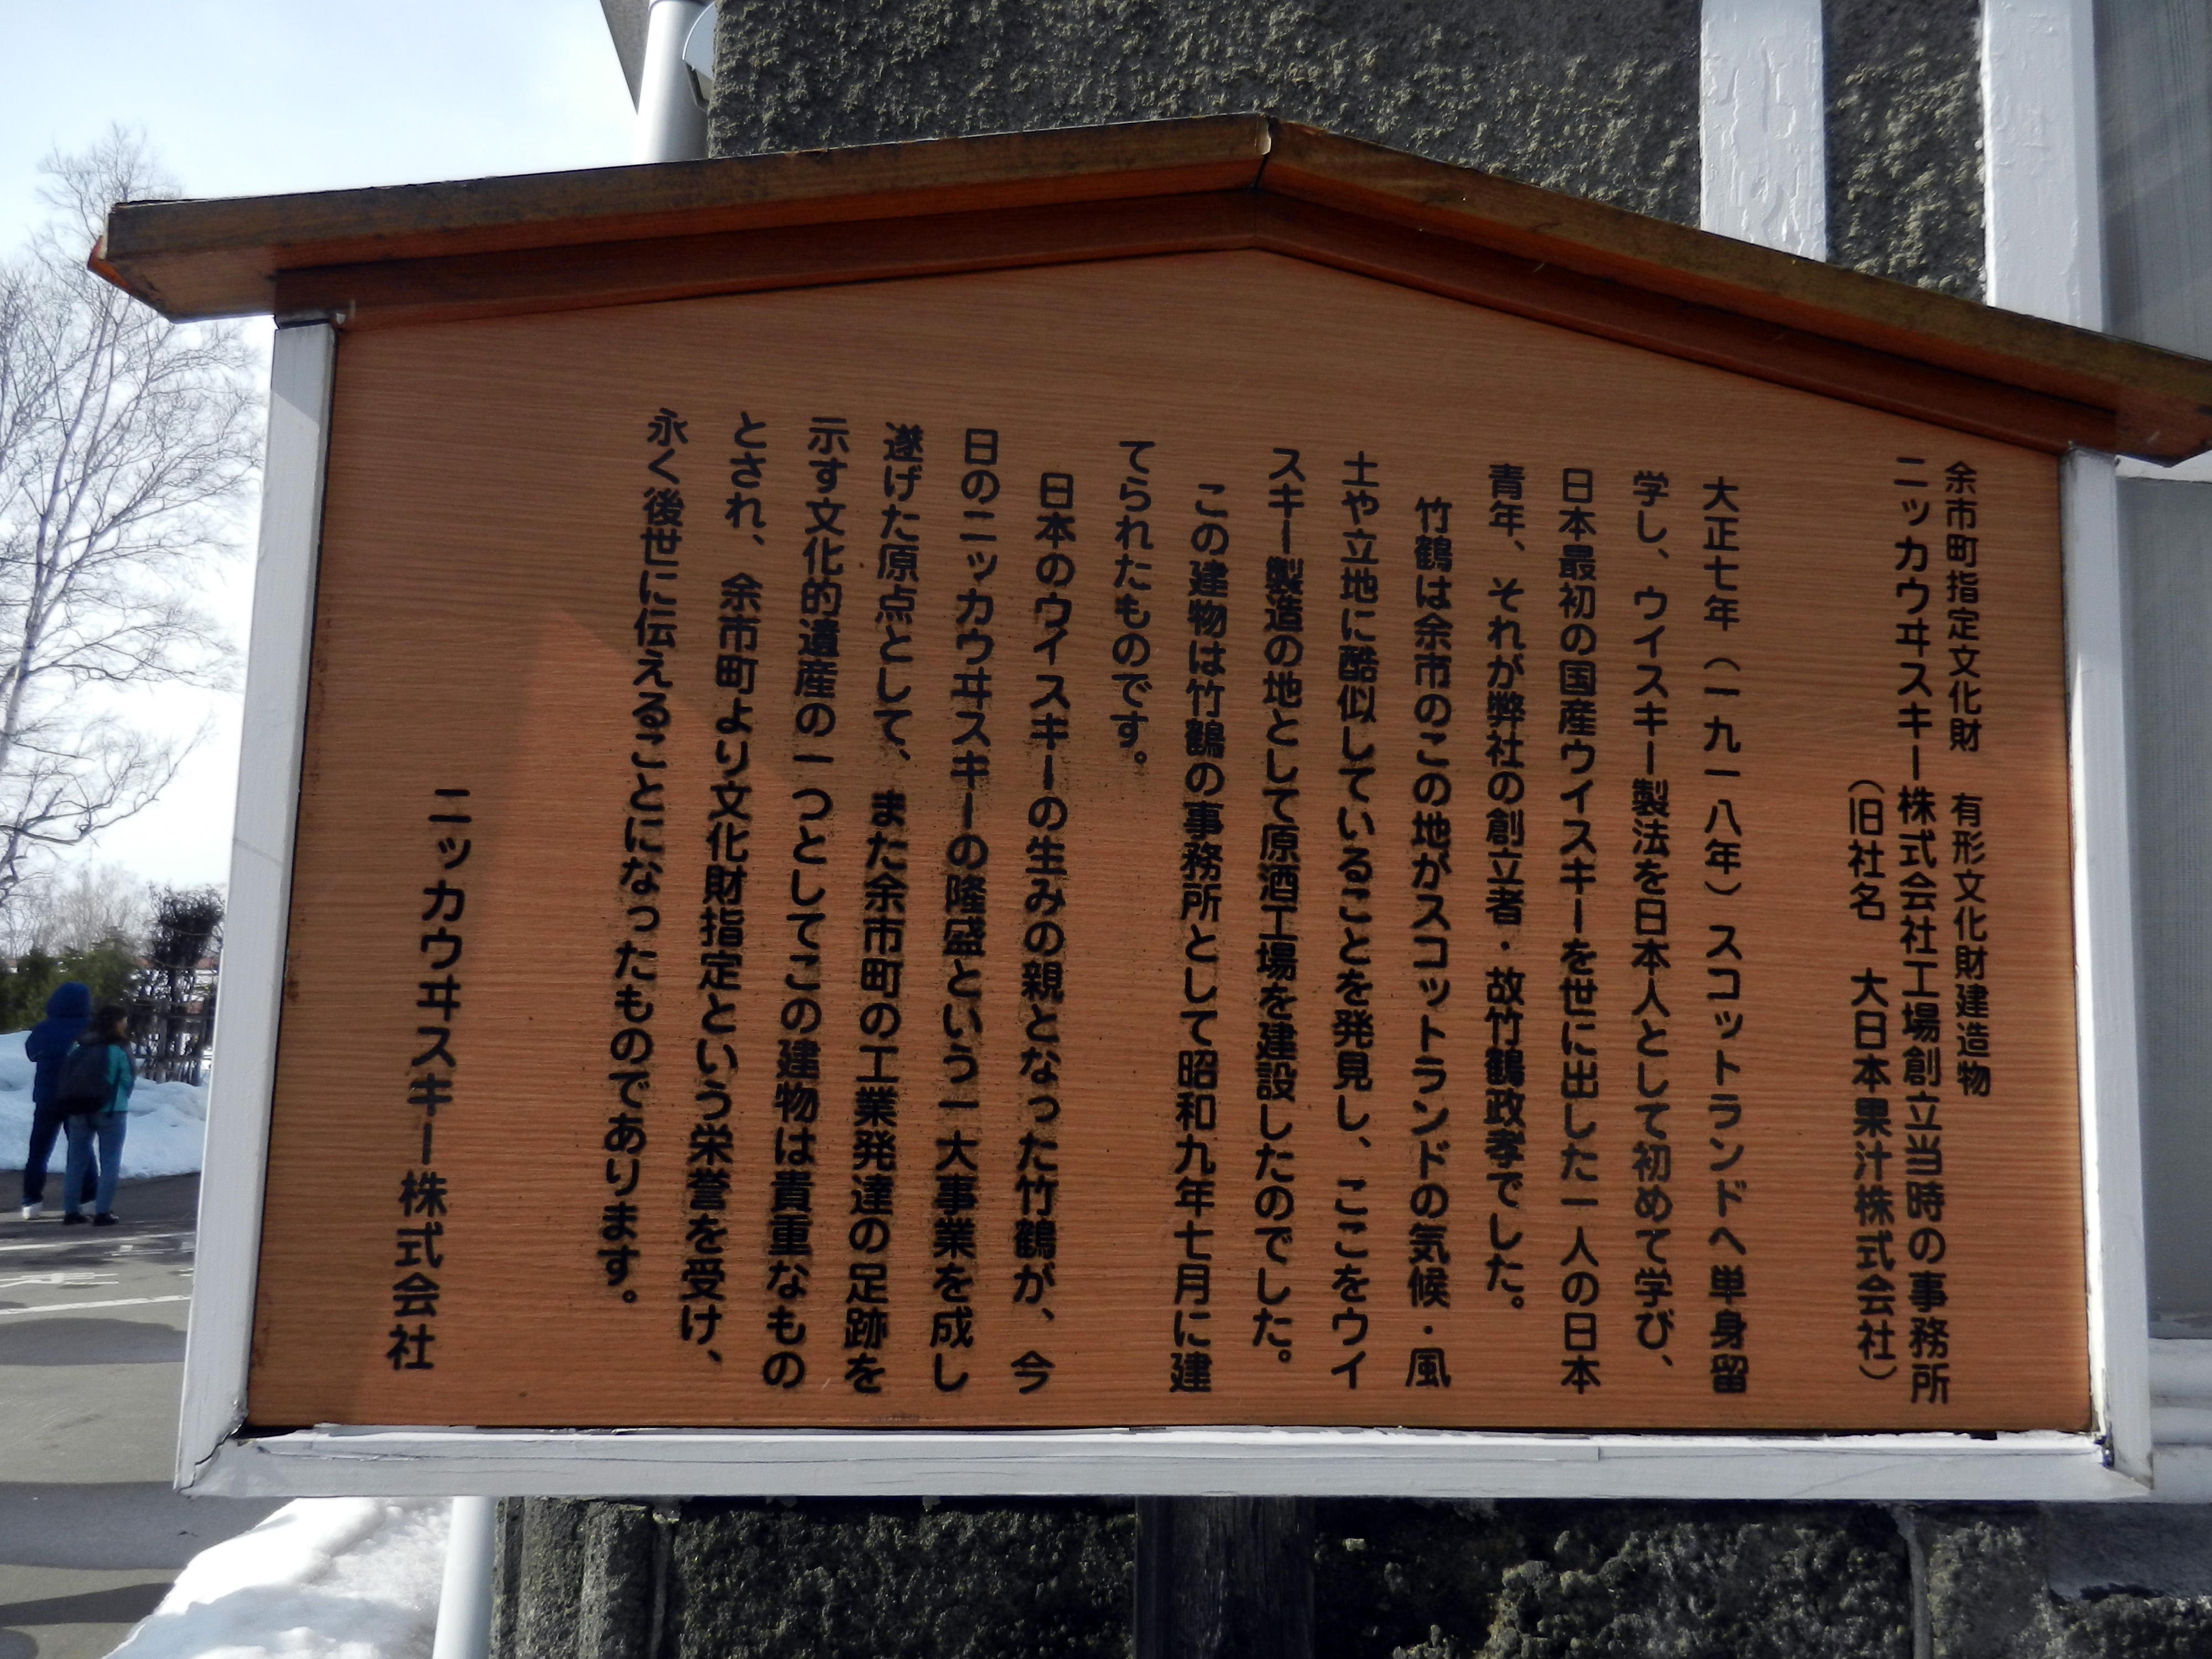 余市町指定文化財　有形文化財建造物
ニッカウヰスキー株式会社工場創立当時の事務所
（旧社名　大日本果汁株式会社）
大正七年（一九一八年）スコットランドへ単身留
学し、ウイスキー製法を日本人として初めて学び、
日本最初の国産ウイスキーを世に出した一人の日本
青年、それが弊社の創立者・故竹鶴政孝でした。
竹鶴は余市のこの地がスコットランドの気候・風
土や立地に酷似していることを発見し、ここをウイ
スキー製造の地として原酒工場を建設したのでした。
この建物は竹鶴の事務所として昭和九年七月に建
てられたものです。
日本のウイスキーの生みの親となった竹鶴が、今
日のニッカウヰスキーの隆盛という一大事業を成し
遂げた原点として、また余市町の工業発達の足跡を
示す文化的遺産の一つとしてこの建物は貴重なもの
とされ、余市町より文化財指定という栄誉を受け、
永く後世に伝えることになったものであります。
ニッカウヰスキー株式会社